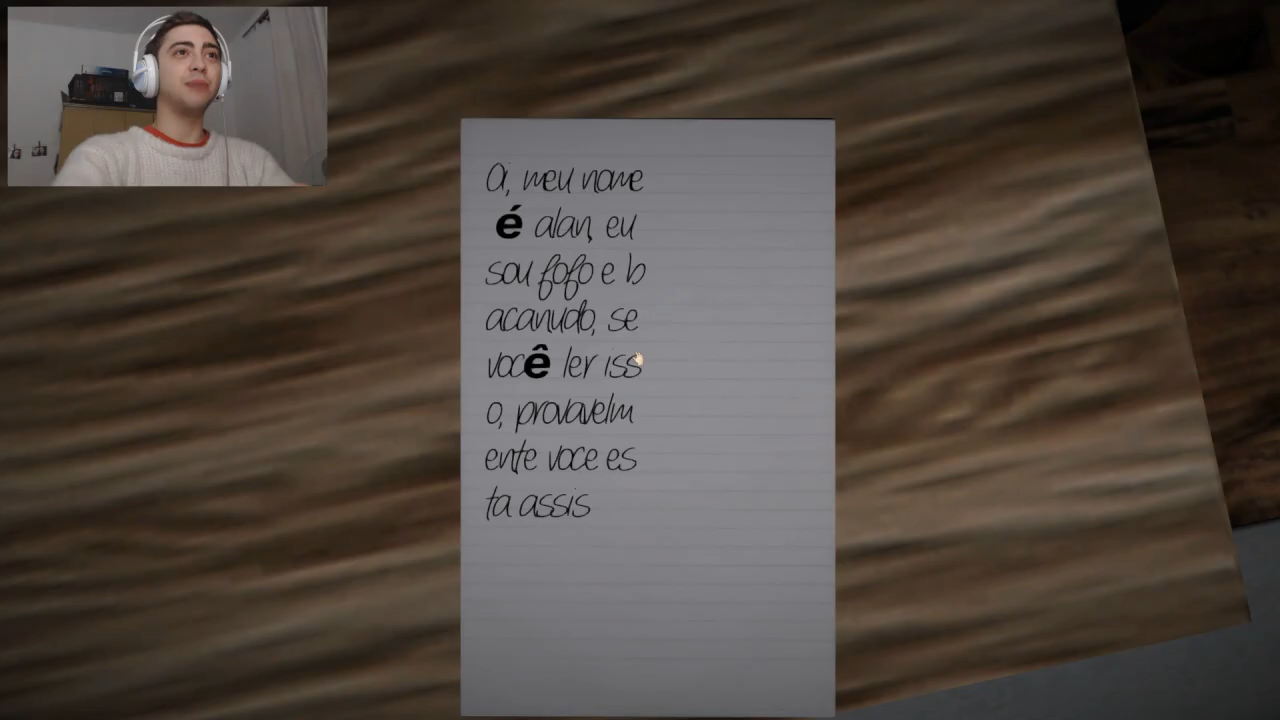 Oi, meu nome
é alan, eu
sou fofo e b
acanudo, se
você ler iss
o, provavelm
ente voce es
ta assis